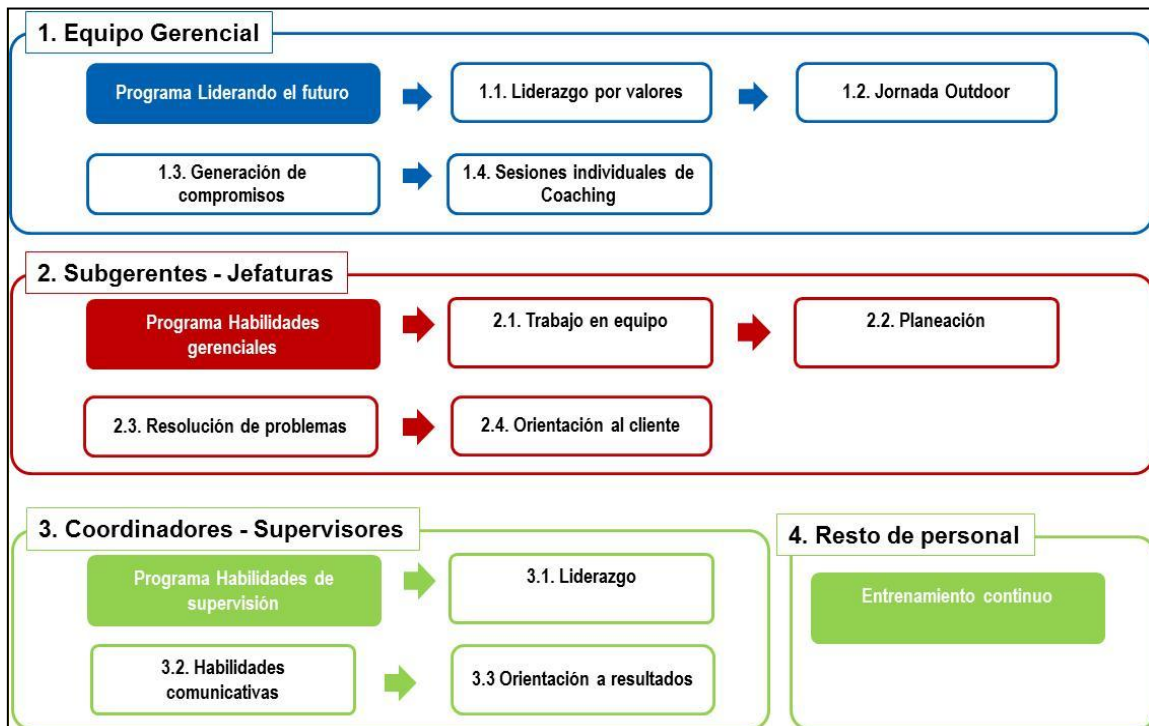 1. Equipo Gerencial
Programa Liderando el futuro
1.1. Liderazgo por valores
1.2. Jornada Outdoor
1.3. Generación de
compromisos
1.4. Sesiones individuales de
Coaching
2. Subgerentes - Jefaturas
Programa Habilidades
gerenciales
2.1. Trabajo en equipo
2.2. Planeación
2.3. Resolución de problemas
2.4. Orientación al cliente
3. Coordinadores - Supervisores
Programa Habilidades de
supervisión
3.1. Liderazgo
3.2. Habilidades
comunicativas
3.3 Orientación a resultados
4. Resto de personal
Entrenamiento continuo